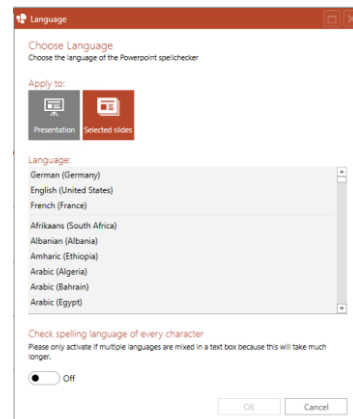 Language
Choose Language
Choose the language of the Powerpoint spellchecker
Apply to:
Presentation
Selected slides
Language:
German (Germany)
English (United States)
French (France)
Afrikaans (South Africa)
Albanian (Albania)
Amharic (Ethiopia)
Arabic (Algeria)
Arabic (Bahrain)
Arabic (Egypt)
Check spelling language of every character
Please only activate if multiple languages are mixed in a text box because this will take much
longer.
Off
OK
Cancel